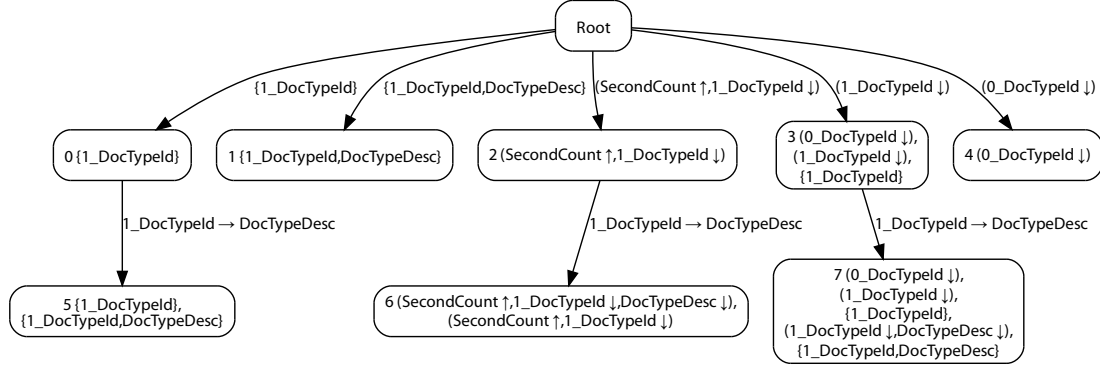 Root
{1_DocTypeId}
{1_DocTypeId,DocTypeDesc}
(SecondCount ↑,1_DocTypeId ↓)
(1_DocTypeId ↓)
(0_DocTypeId ↓)
0 {1_DocTypeId}
1 {1_DocTypeId,DocTypeDesc}
2 (SecondCount ↑,1_DocTypeId ↓)
3 (0_DocTypeId ↓),
(1_DocTypeId ↓),
{1_DocTypeId}
4 (0_DocTypeId ↓)
1_DocTypeId → DocTypeDesc
1_DocTypeId → DocTypeDesc
1_DocTypeId → DocTypeDesc
5 {1_DocTypeId},
{1_DocTypeId,DocTypeDesc}
6 (SecondCount ↑,1_DocTypeId ↓,DocTypeDesc ↓),
(SecondCount ↑,1_DocTypeId ↓)
7 (0_DocTypeId ↓),
(1_DocTypeId ↓),
{1_DocTypeId},
(1_DocTypeId ↓,DocTypeDesc ↓),
{1_DocTypeId,DocTypeDesc}